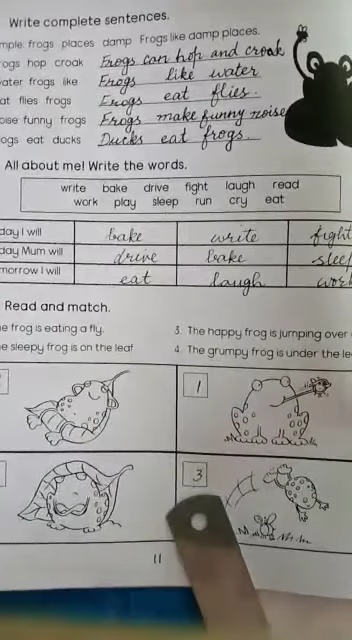 Write complete sentences.
mple: frogs places damp Frogs like damp places.
ogs hop croak Frogs can hop and croak
ater frogs like Frogs like water
at flies frogs Frogs eat flies.
oise funny frogs Frogs make funny noise
ogs eat ducks Ducks eat frogs.
All about me! Write the words.
write bake drive fight laugh read
work play sleep run cry eat
day I will bake write fight
day Mum will drive bake sleep
morrow I will eat laugh work
Read and match.
e frog is eating a fly. 3. The happy frog is jumping over
e sleepy frog is on the leaf 4. The grumpy frog is under the le
1
3
11